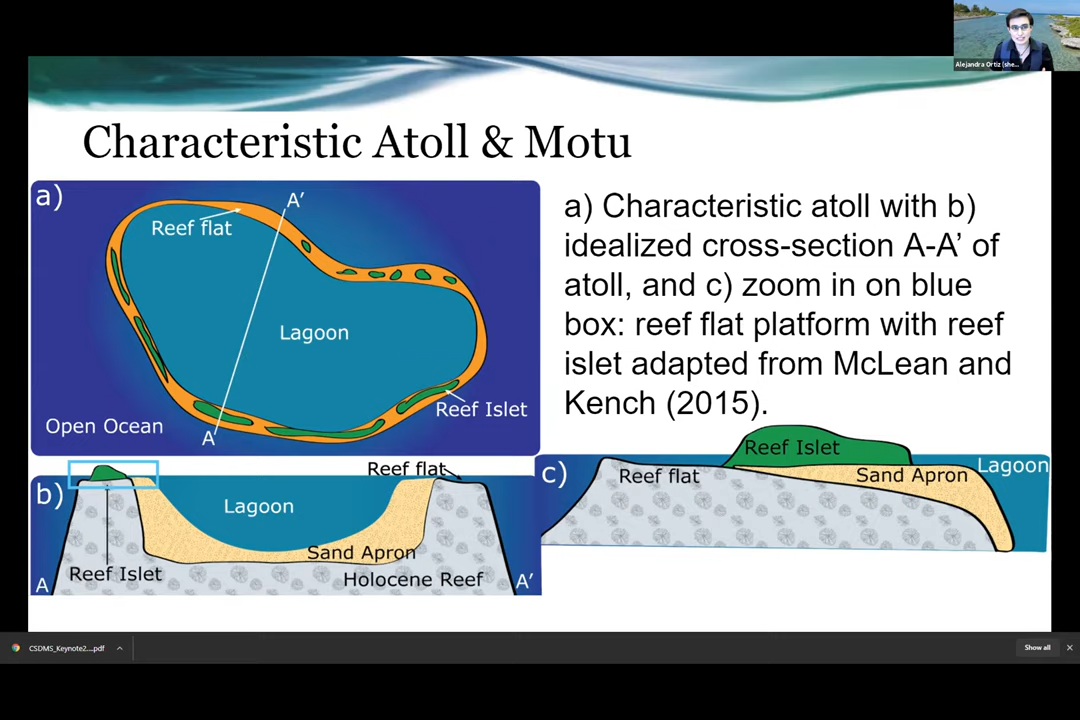 Alejandra Ortiz (she...
Characteristic Atoll & Motu
a)
A’
Reef flat
Lagoon
Reef Islet
Open Ocean
A
a) Characteristic atoll with b)
idealized cross-section A-A’ of
atoll, and c) zoom in on blue
box: reef flat platform with reef
islet adapted from McLean and
Kench (2015).
b)
Reef flat
Lagoon
Sand Apron
Reef Islet
Holocene Reef
A
A’
c)
Reef Islet
Reef flat
Sand Apron
Lagoon
CSDMS_Keynote2....pdf
Show all